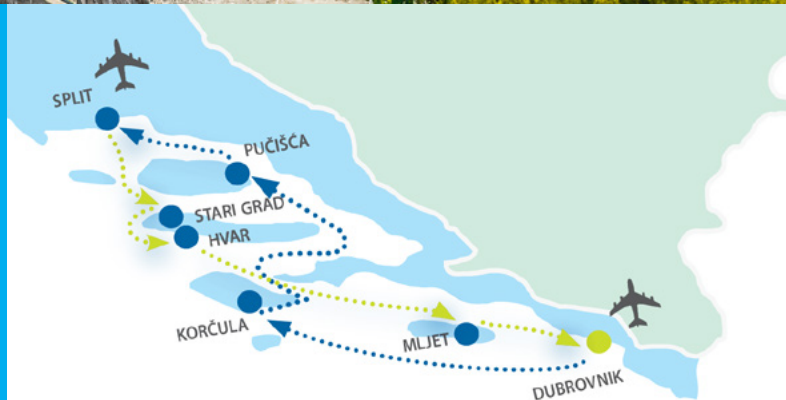 SPLIT
PUČIŠĆA
STARI GRAD
HVAR
KORČULA
MLJET
DUBROVNIK